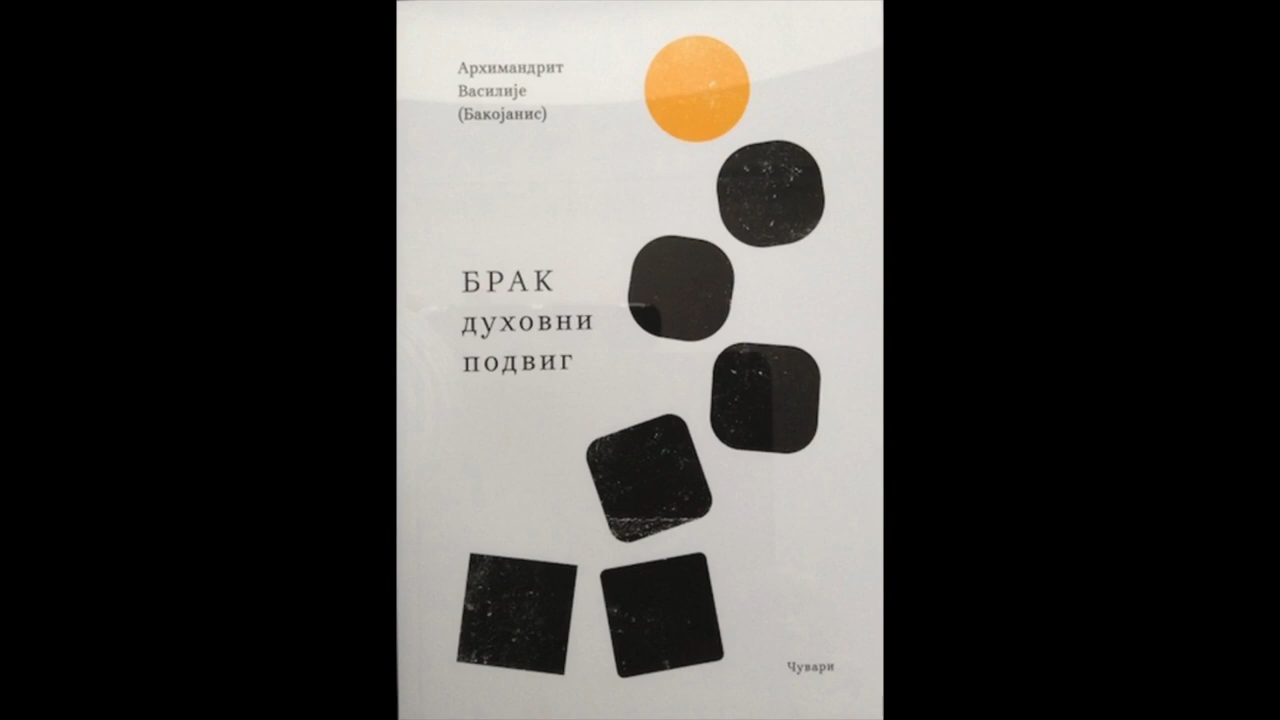 Архимандрит
Василије
(Бакојанис)
БРАК
духовни
подвиг
Чувари